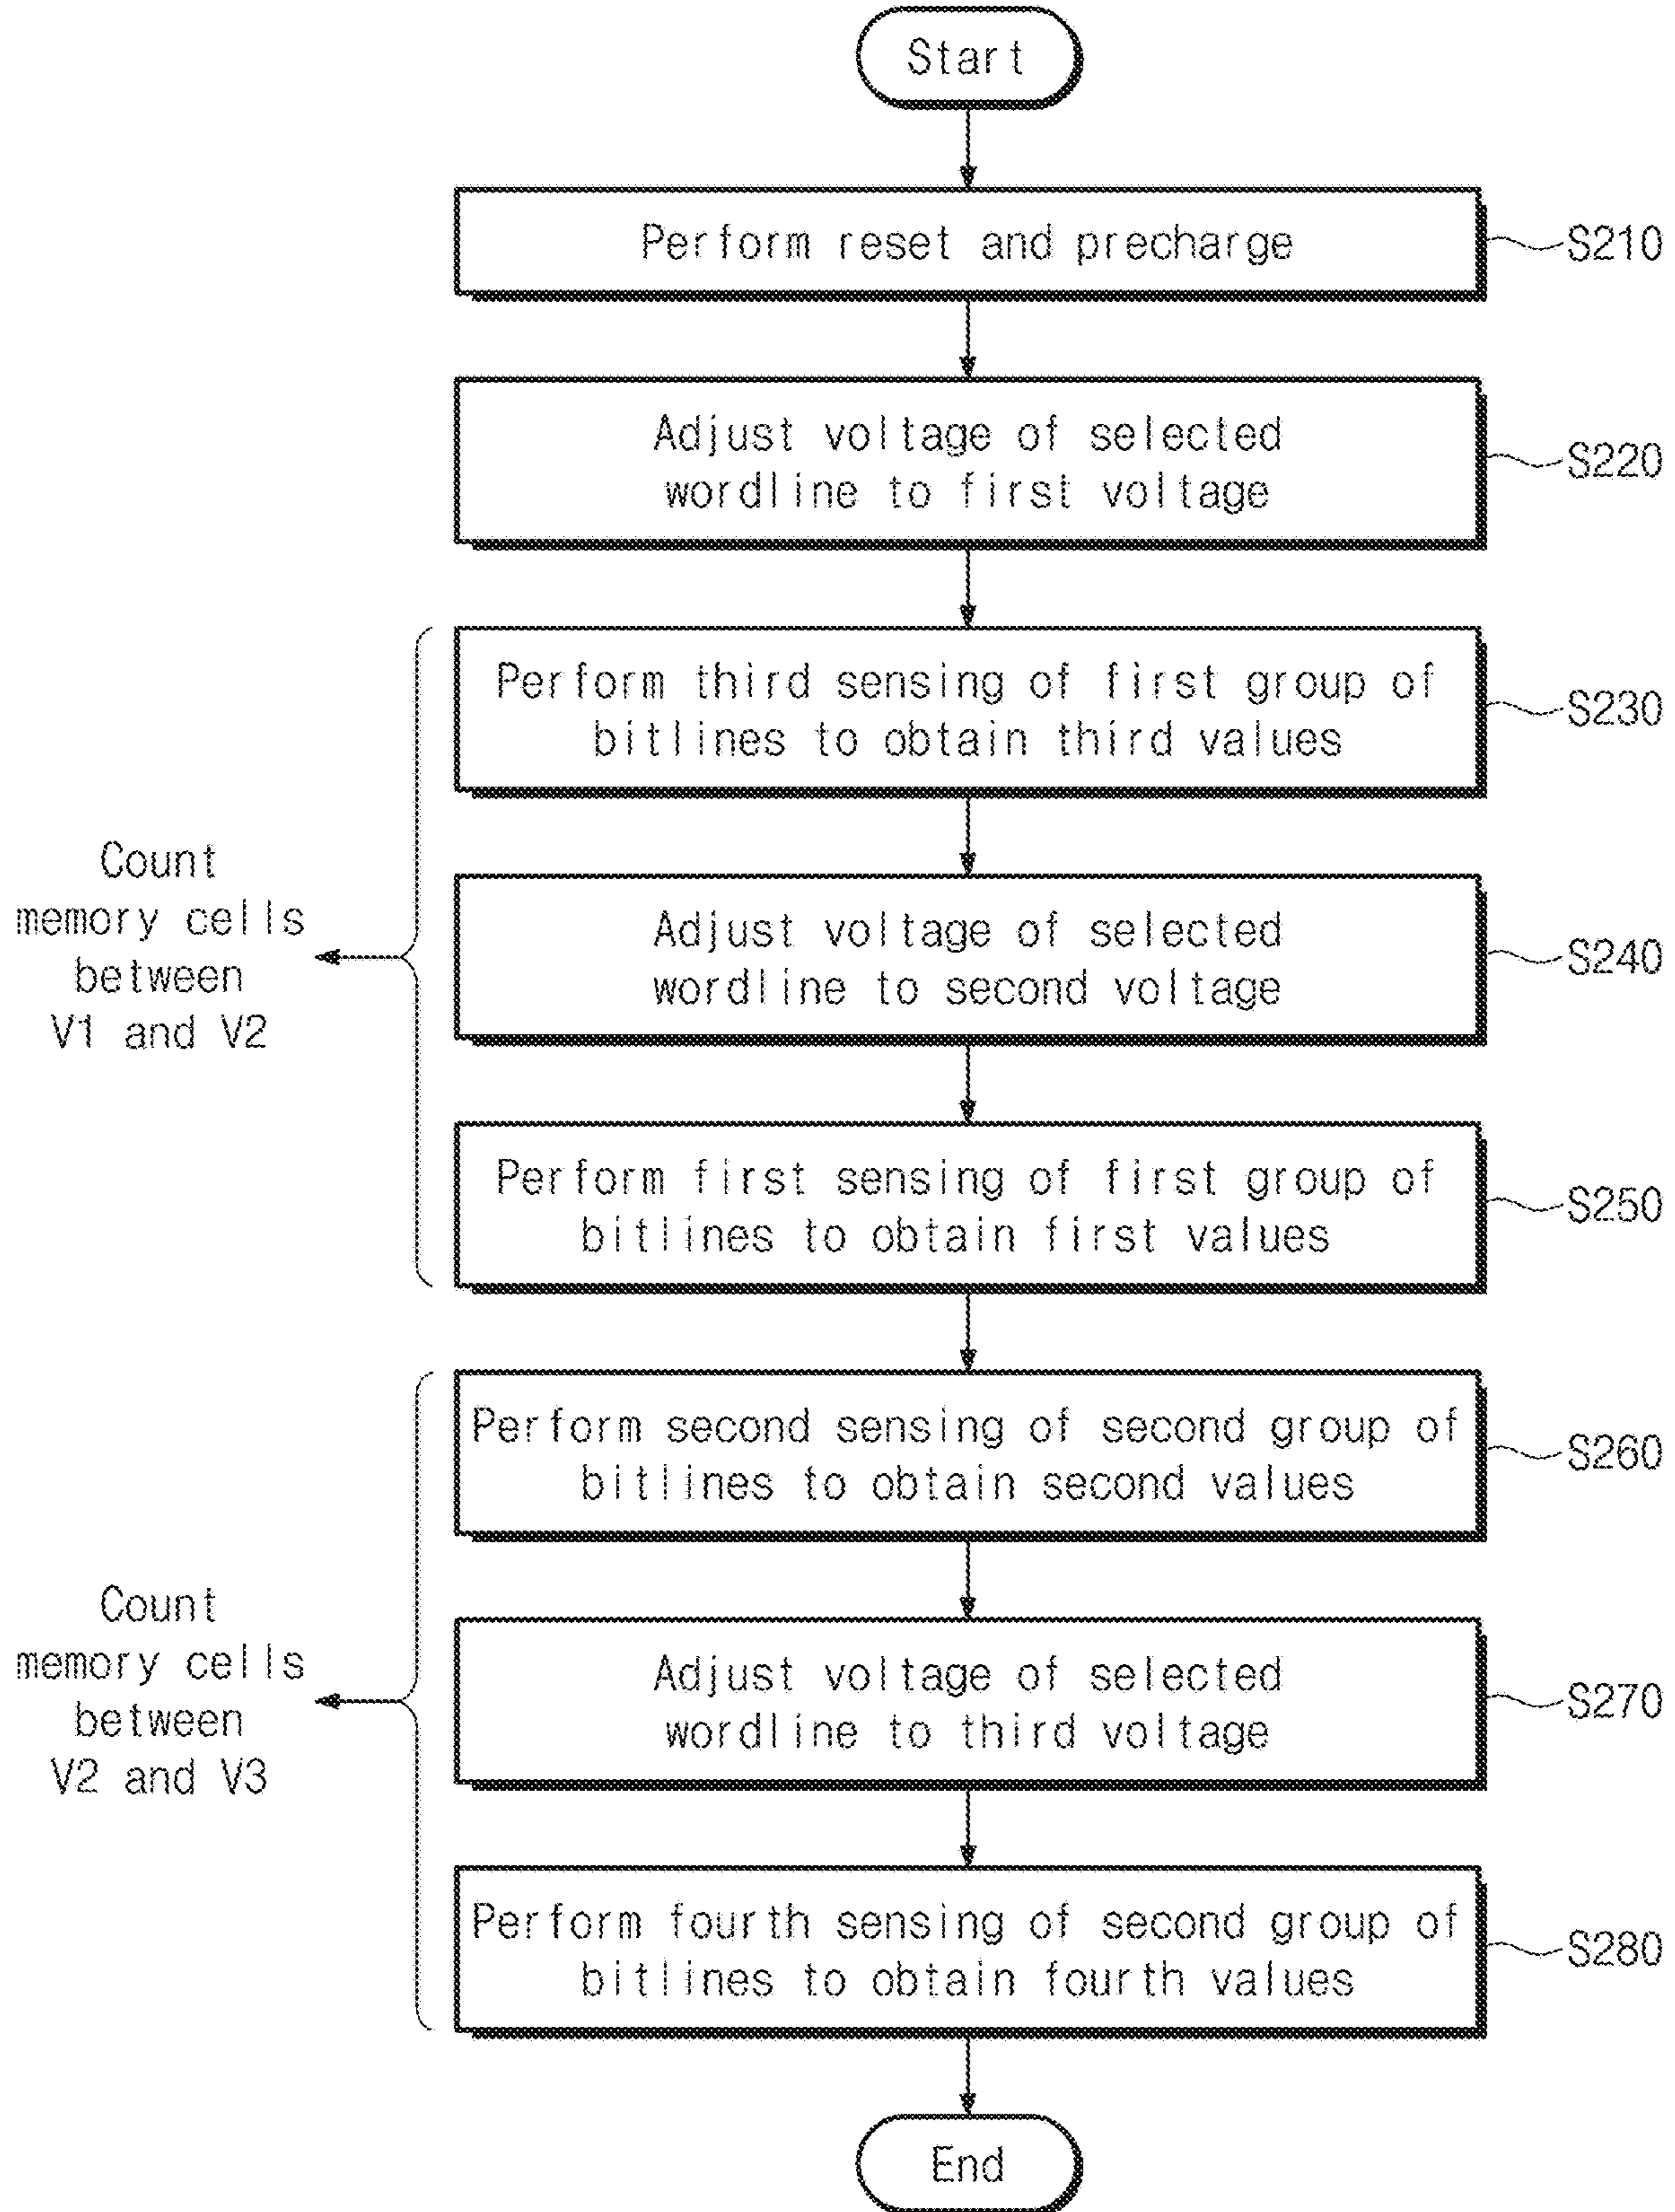 Start
Perform reset and precharge
S210
Adjust voltage of selected
wordline to first voltage
S220
Perform third sensing of first group of
bitlines to obtain third values
S230
Count
memory cells
between
V1 and V2
Adjust voltage of selected
wordline to second voltage
S240
Perform first sensing of first group of
bitlines to obtain first values
S250
Perform second sensing of second group of
bitlines to obtain second values
S260
Count
memory cells
between
V2 and V3
Adjust voltage of selected
wordline to third voltage
S270
Perform fourth sensing of second group of
bitlines to obtain fourth values
S280
End